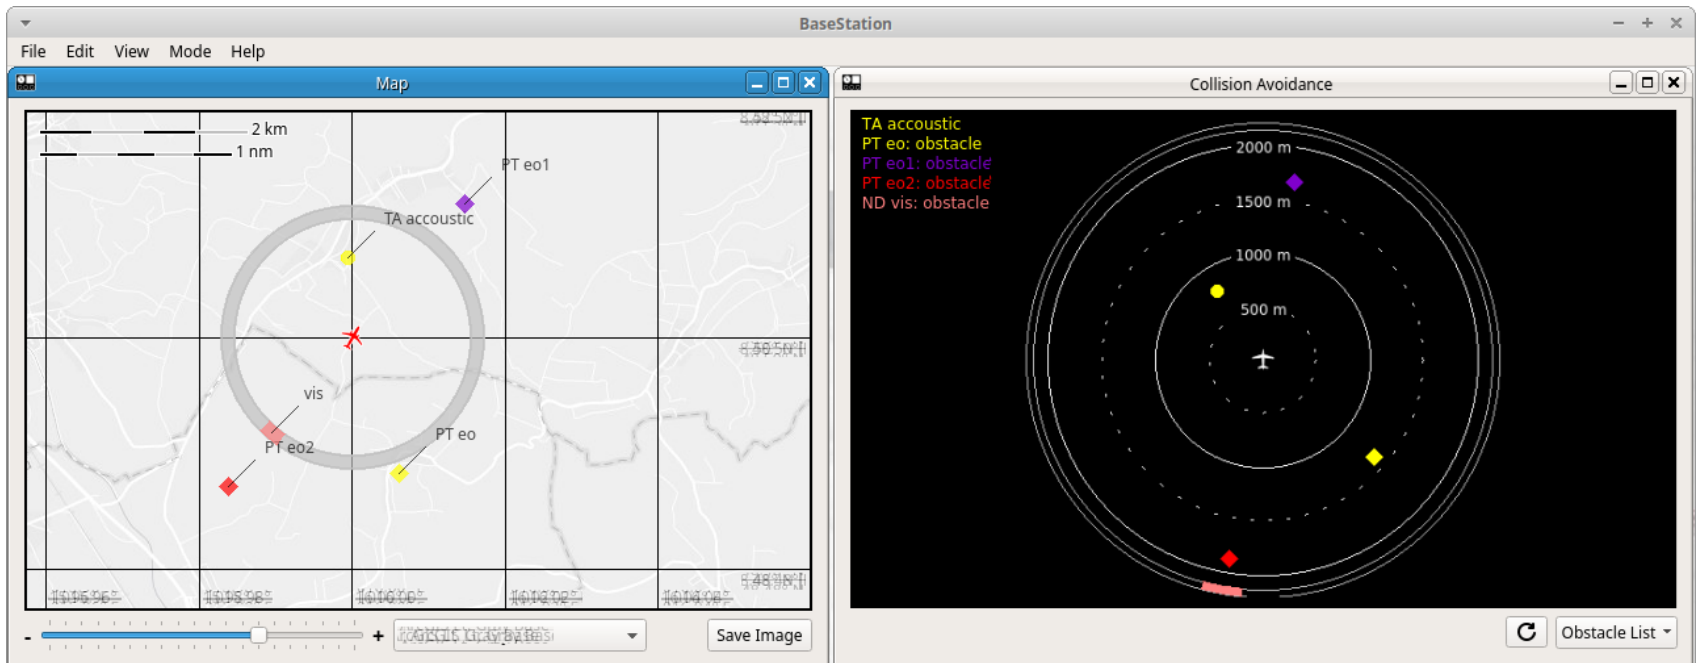 BaseStation
File Edit View Mode Help
Map
2 km
1 nm
PT eo1
TA accoustic
vis
PT eo2
PT eo
- +
Save Image
Collision Avoidance
TA accoustic
PT eo: obstacle
PT eo1: obstacle
PT eo2: obstacle
ND vis: obstacle
2000 m
1500 m
1000 m
500 m
Obstacle List